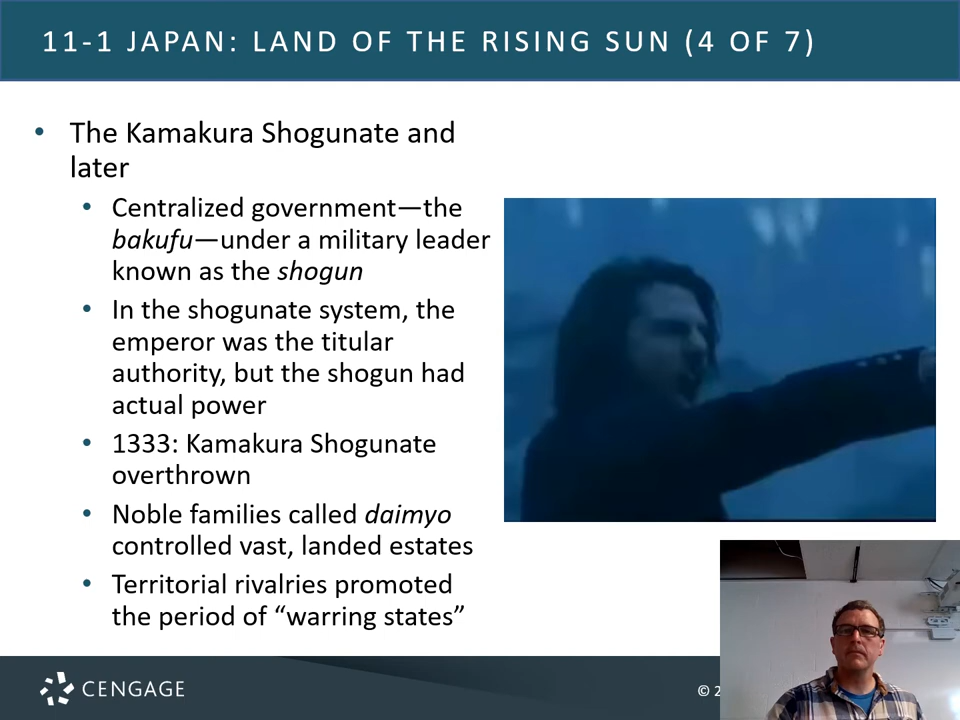 11-1 JAPAN: LAND OF THE RISING SUN (4 OF 7)
• The Kamakura Shogunate and
later
• Centralized government—the
bakufu—under a military leader
known as the shogun
• In the shogunate system, the
emperor was the titular
authority, but the shogun had
actual power
• 1333: Kamakura Shogunate
overthrown
• Noble families called daimyo
controlled vast, landed estates
• Territorial rivalries promoted
the period of “warring states”
CENGAGE
© 2